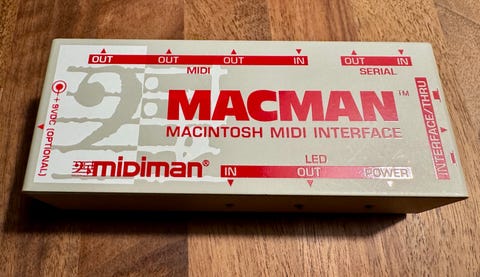 OUT OUT OUT IN OUT IN
MIDI SERIAL
+ 9VDC (OPTIONAL)
MACMAN™
MACINTOSH MIDI INTERFACE
INTERFACE/THRU
midiman®
LED
IN OUT POWER